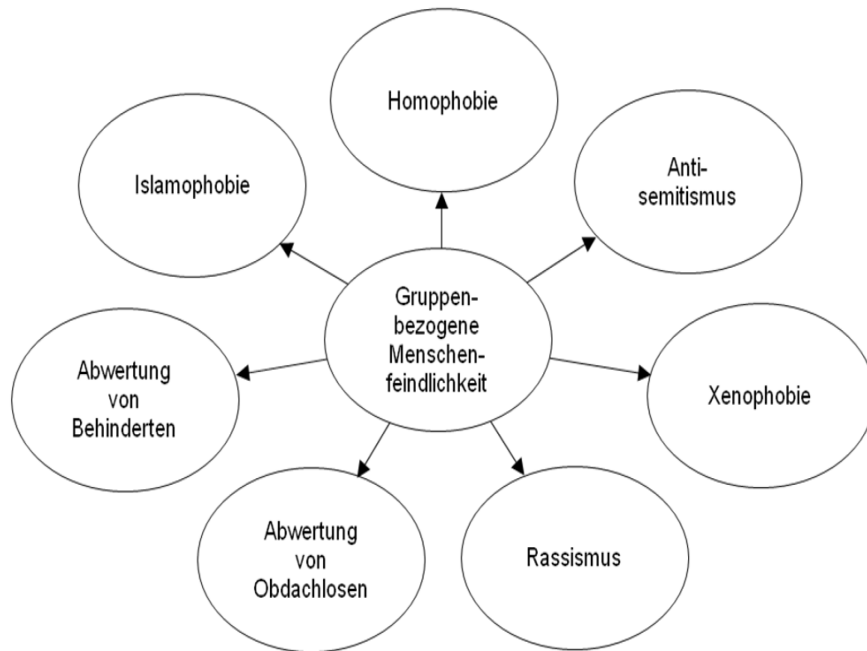 Homophobie
Islamophobie
Anti-
semitismus
Gruppen-
bezogene
Menschen-
feindlichkeit
Abwertung
von
Behinderten
Xenophobie
Abwertung
von
Obdachlosen
Rassismus